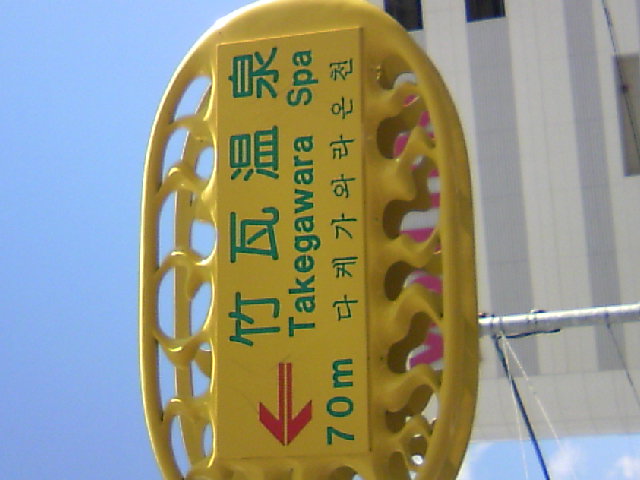 竹瓦温泉
Takegawara Spa
다케가와라온천
70m